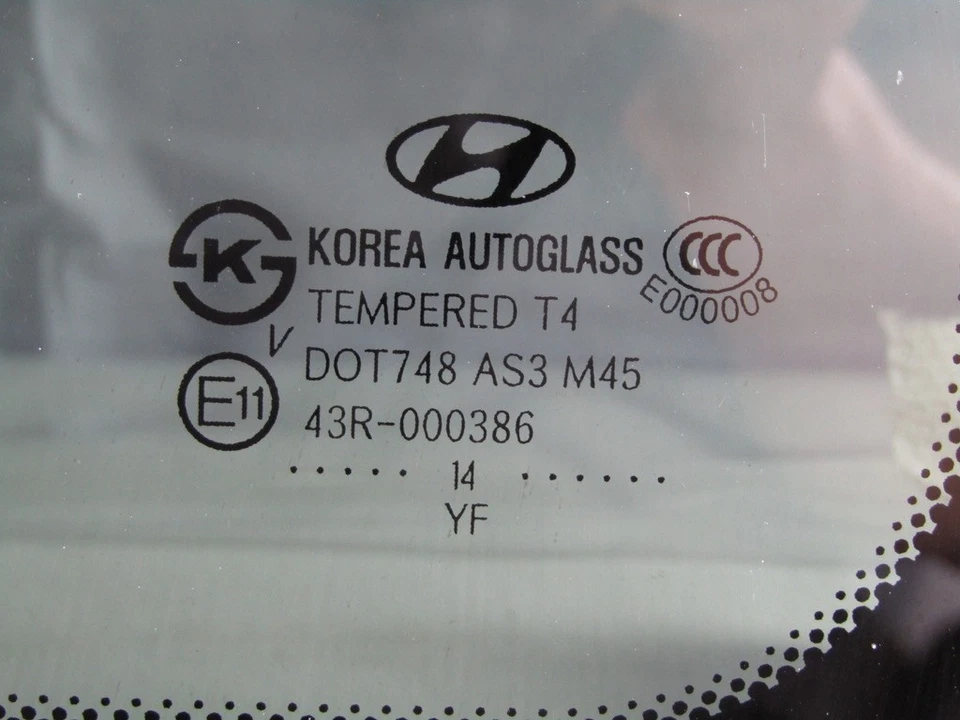 K KOREA AUTOGLASS CCC
E000008
TEMPERED T4
V
DOT748 AS3 M45
E11
43R-000386
..... 14 ......
YF